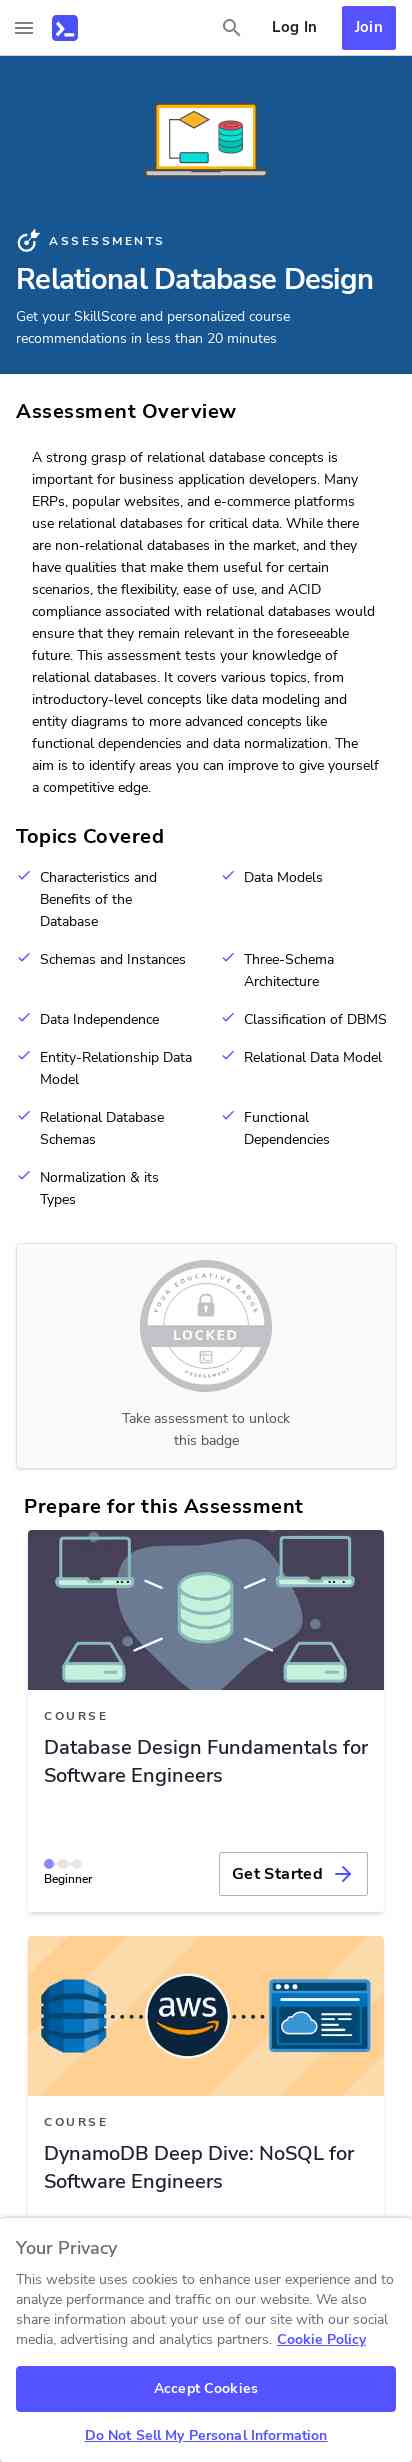 Log In
Join
ASSESSMENTS
Relational Database Design
Get your SkillScore and personalized course
recommendations in less than 20 minutes
Assessment Overview
A strong grasp of relational database concepts is
important for business application developers. Many
ERPs, popular websites, and e-commerce platforms
use relational databases for critical data. While there
are non-relational databases in the market, and they
have qualities that make them useful for certain
scenarios, the flexibility, ease of use, and ACID
compliance associated with relational databases would
ensure that they remain relevant in the foreseeable
future. This assessment tests your knowledge of
relational databases. It covers various topics, from
introductory-level concepts like data modeling and
entity diagrams to more advanced concepts like
functional dependencies and data normalization. The
aim is to identify areas you can improve to give yourself
a competitive edge.
Topics Covered
Characteristics and
Benefits of the
Database
Data Models
Schemas and Instances
Three-Schema
Architecture
Data Independence
Classification of DBMS
Entity-Relationship Data
Model
Relational Data Model
Relational Database
Schemas
Functional
Dependencies
Normalization & its
Types
YOUR EDUCATIVE BADGE
LOCKED
ASSESSMENT
Take assessment to unlock
this badge
Prepare for this Assessment
COURSE
Database Design Fundamentals for
Software Engineers
Beginner
Get Started
aws
COURSE
DynamoDB Deep Dive: NoSQL for
Software Engineers
Your Privacy
This website uses cookies to enhance user experience and to
analyze performance and traffic on our website. We also
share information about your use of our site with our social
media, advertising and analytics partners. Cookie Policy
Accept Cookies
Do Not Sell My Personal Information